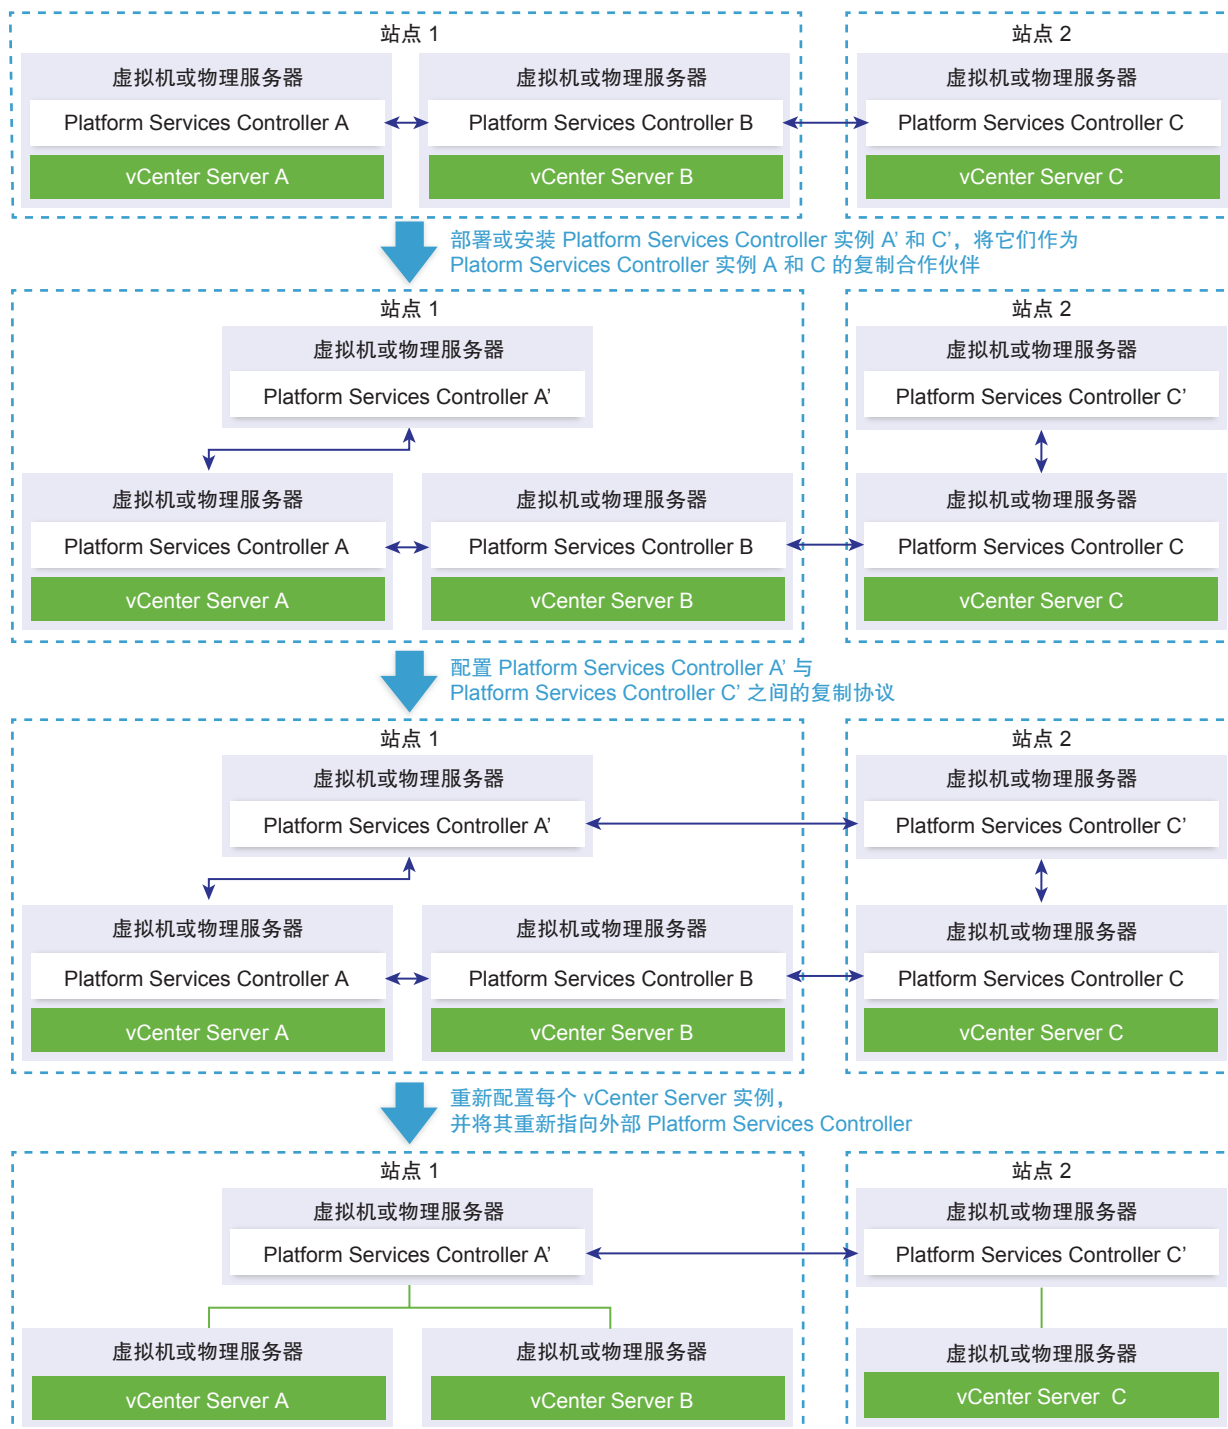 站点 1
站点 2
虚拟机或物理服务器
虚拟机或物理服务器
虚拟机或物理服务器
Platform Services Controller A
Platform Services Controller B
Platform Services Controller C
vCenter Server A
vCenter Server B
vCenter Server C
部署或安装 Platform Services Controller 实例 A’ 和 C’，将它们作为
Platorm Services Controller 实例 A 和 C 的复制合作伙伴
站点 1
站点 2
虚拟机或物理服务器
虚拟机或物理服务器
Platform Services Controller A’
Platform Services Controller C’
虚拟机或物理服务器
虚拟机或物理服务器
虚拟机或物理服务器
Platform Services Controller A
Platform Services Controller B
Platform Services Controller C
vCenter Server A
vCenter Server B
vCenter Server C
配置 Platform Services Controller A’ 与
Platform Services Controller C’ 之间的复制协议
站点 1
站点 2
虚拟机或物理服务器
虚拟机或物理服务器
Platform Services Controller A’
Platform Services Controller C’
虚拟机或物理服务器
虚拟机或物理服务器
虚拟机或物理服务器
Platform Services Controller A
Platform Services Controller B
Platform Services Controller C
vCenter Server A
vCenter Server B
vCenter Server C
重新配置每个 vCenter Server 实例，
并将其重新指向外部 Platform Services Controller
站点 1
站点 2
虚拟机或物理服务器
虚拟机或物理服务器
Platform Services Controller A’
Platform Services Controller C’
虚拟机或物理服务器
虚拟机或物理服务器
虚拟机或物理服务器
vCenter Server A
vCenter Server B
vCenter Server C